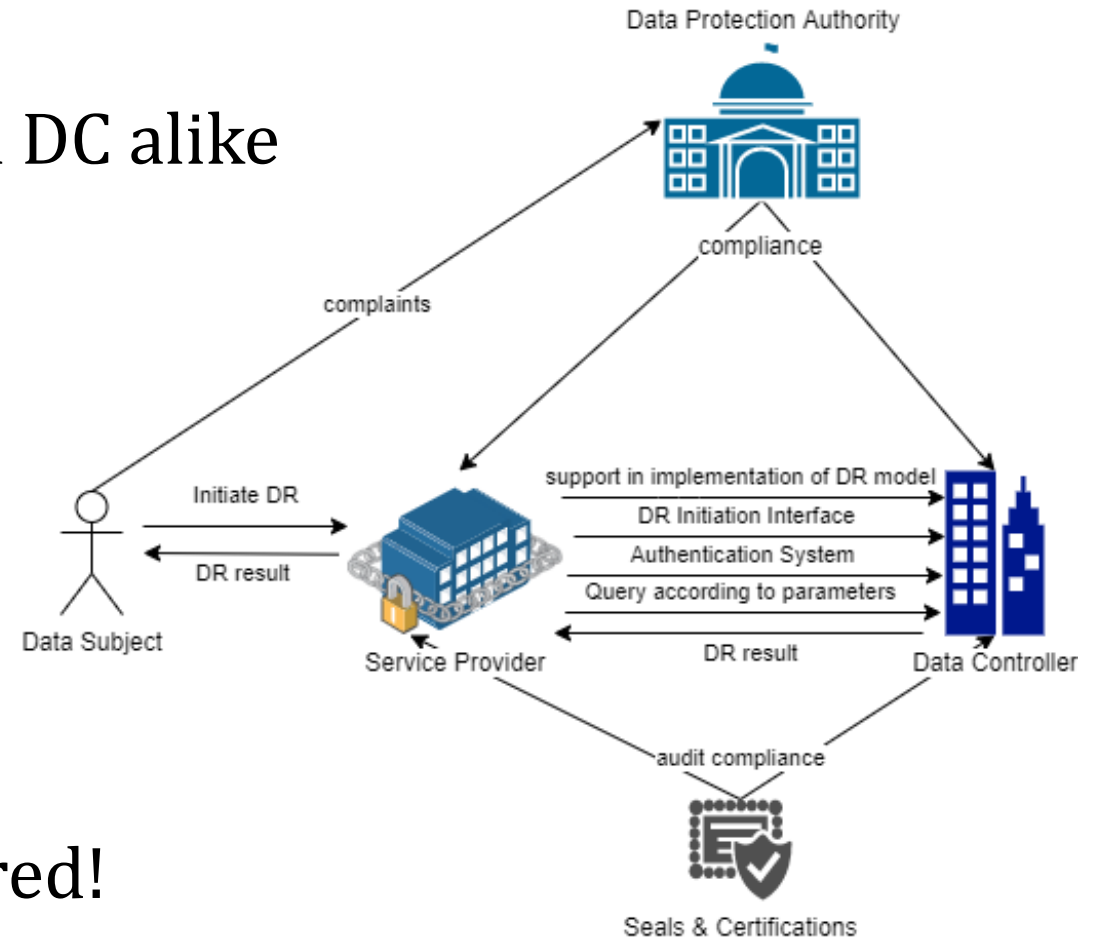 Data Protection Authority
DC alike
compliance
complaints
support in implementation of DR model
Initiate DR
DR Initiation Interface
Authentication System
DR result
Query according to parameters
Data Subject
DR result
Service Provider
Data Controller
audit compliance
red!
Seals & Certifications